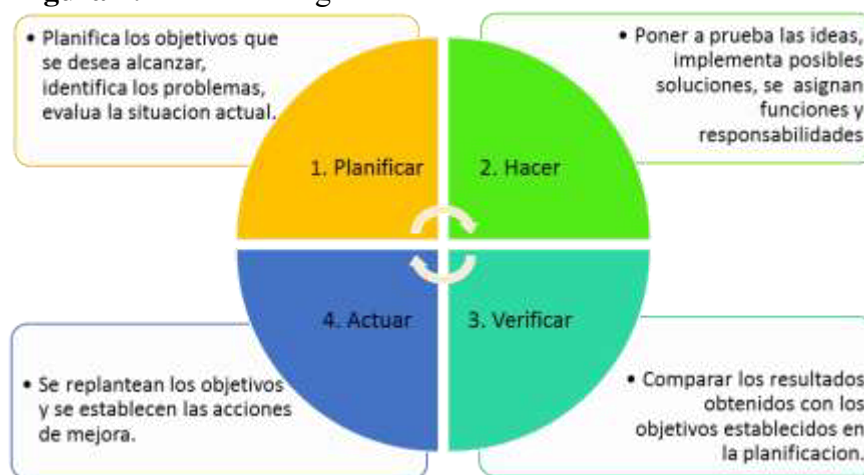 • Planifica los objetivos que
se desea alcanzar,
identifica los problemas,
evalua la situacion actual.
• Poner a prueba las ideas,
implementa posibles
soluciones, se asignan
funciones y
responsabilidades
1. Planificar
2. Hacer
4. Actuar
3. Verificar
• Se replantean los objetivos
y se establecen las acciones
de mejora.
• Comparar los resultados
obtenidos con los
objetivos establecidos en
la planificacion.